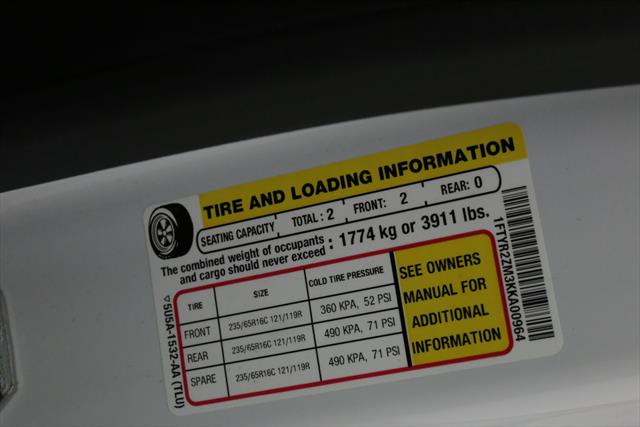 TIRE AND LOADING INFORMATION
SEATING CAPACITY TOTAL : 2 FRONT: 2 REAR: 0
The combined weight of occupants and cargo should never exceed : 1774 kg or 3911 lbs.
TIRE SIZE COLD TIRE PRESSURE
FRONT 235/65R16C 121/119R 360 KPA, 52 PSI
REAR 235/65R16C 121/119R 490 KPA, 71 PSI
SPARE 235/65R16C 121/119R 490 KPA, 71 PSI
SEE OWNERS
MANUAL FOR
ADDITIONAL
INFORMATION
5U5A-1532-AA (TLU)
1FTYR2ZM3KKA00964